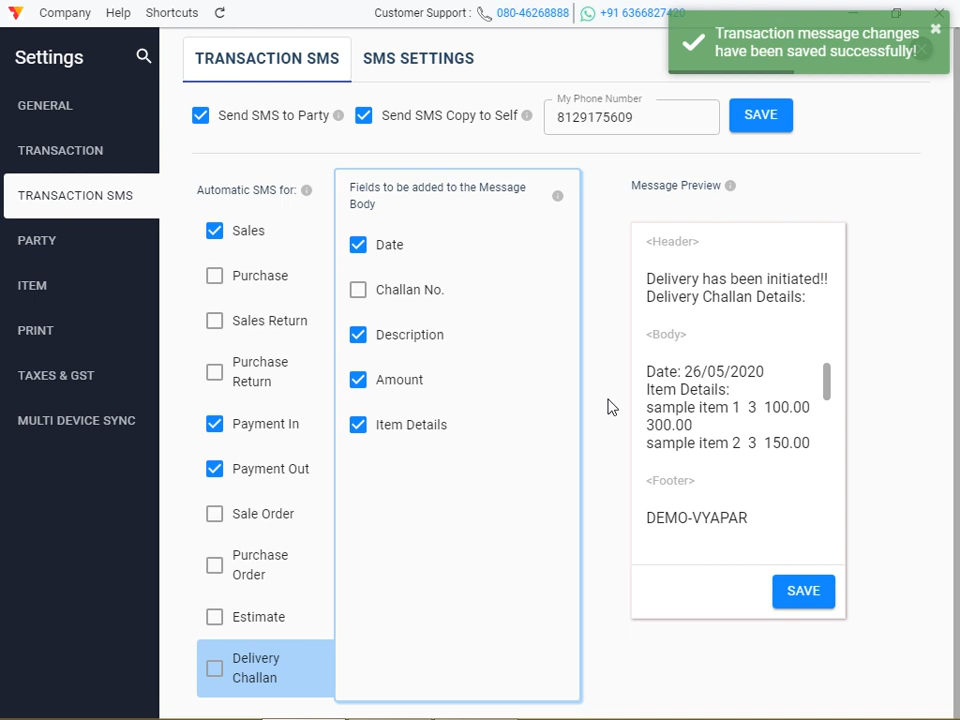 Company Help Shortcuts
Customer Support : 080-46268888 +91 6366827420
Transaction message changes
have been saved successfully!
Settings
GENERAL
TRANSACTION
TRANSACTION SMS
PARTY
ITEM
PRINT
TAXES & GST
MULTI DEVICE SYNC
TRANSACTION SMS
SMS SETTINGS
Send SMS to Party
Send SMS Copy to Self
My Phone Number
8129175609
SAVE
Automatic SMS for:
Sales
Purchase
Sales Return
Purchase
Return
Payment In
Payment Out
Sale Order
Purchase
Order
Estimate
Delivery
Challan
Fields to be added to the Message
Body
Date
Challan No.
Description
Amount
Item Details
Message Preview
<Header>
Delivery has been initiated!!
Delivery Challan Details:
<Body>
Date: 26/05/2020
Item Details:
sample item 1 3 100.00
300.00
sample item 2 3 150.00
<Footer>
DEMO-VYAPAR
SAVE